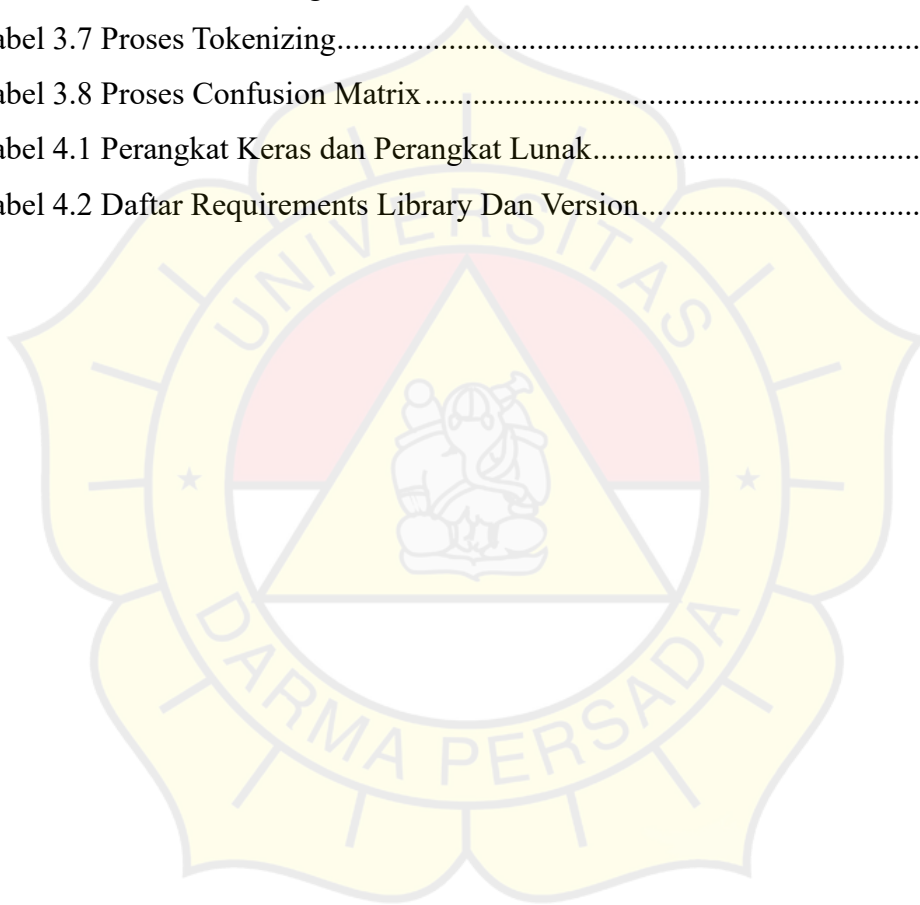 abel 3.7 Proses Tokenizing
abel 3.8 Proses Confusion Matrix
abel 4.1 Perangkat Keras dan Perangkat Lunak
abel 4.2 Daftar Requirements Library Dan Version
UNIVERSITAS
DARMA PERSADA